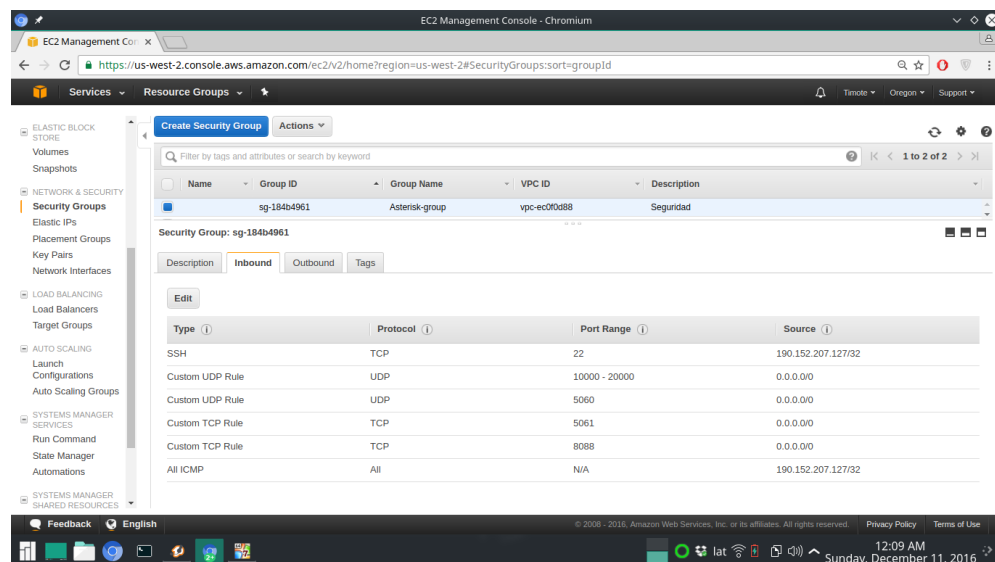 EC2 Management Console - Chromium
EC2 Management Con
https://us-west-2.console.aws.amazon.com/ec2/v2/home?region=us-west-2#SecurityGroups:sort=groupId
Services Resource Groups Timote Oregon Support
ELASTIC BLOCK
STORE
Volumes
Snapshots
NETWORK & SECURITY
Security Groups
Elastic IPs
Placement Groups
Key Pairs
Network Interfaces
LOAD BALANCING
Load Balancers
Target Groups
AUTO SCALING
Launch
Configurations
Auto Scaling Groups
SYSTEMS MANAGER
SERVICES
Run Command
State Manager
Automations
SYSTEMS MANAGER
SHARED RESOURCES
Create Security Group Actions
Filter by tags and attributes or search by keyword 1 to 2 of 2
Name Group ID Group Name VPC ID Description
sg-184b4961 Asterisk-group vpc-ec0f0d88 Seguridad
Security Group: sg-184b4961
Description Inbound Outbound Tags
Edit
Type Protocol Port Range Source
SSH TCP 22 190.152.207.127/32
Custom UDP Rule UDP 10000 - 20000 0.0.0.0/0
Custom UDP Rule UDP 5060 0.0.0.0/0
Custom TCP Rule TCP 5061 0.0.0.0/0
Custom TCP Rule TCP 8088 0.0.0.0/0
All ICMP All N/A 190.152.207.127/32
Feedback English © 2008 - 2016, Amazon Web Services, Inc. or its affiliates. All rights reserved. Privacy Policy Terms of Use
2+ lat 12:09 AM
Sunday, December 11, 2016